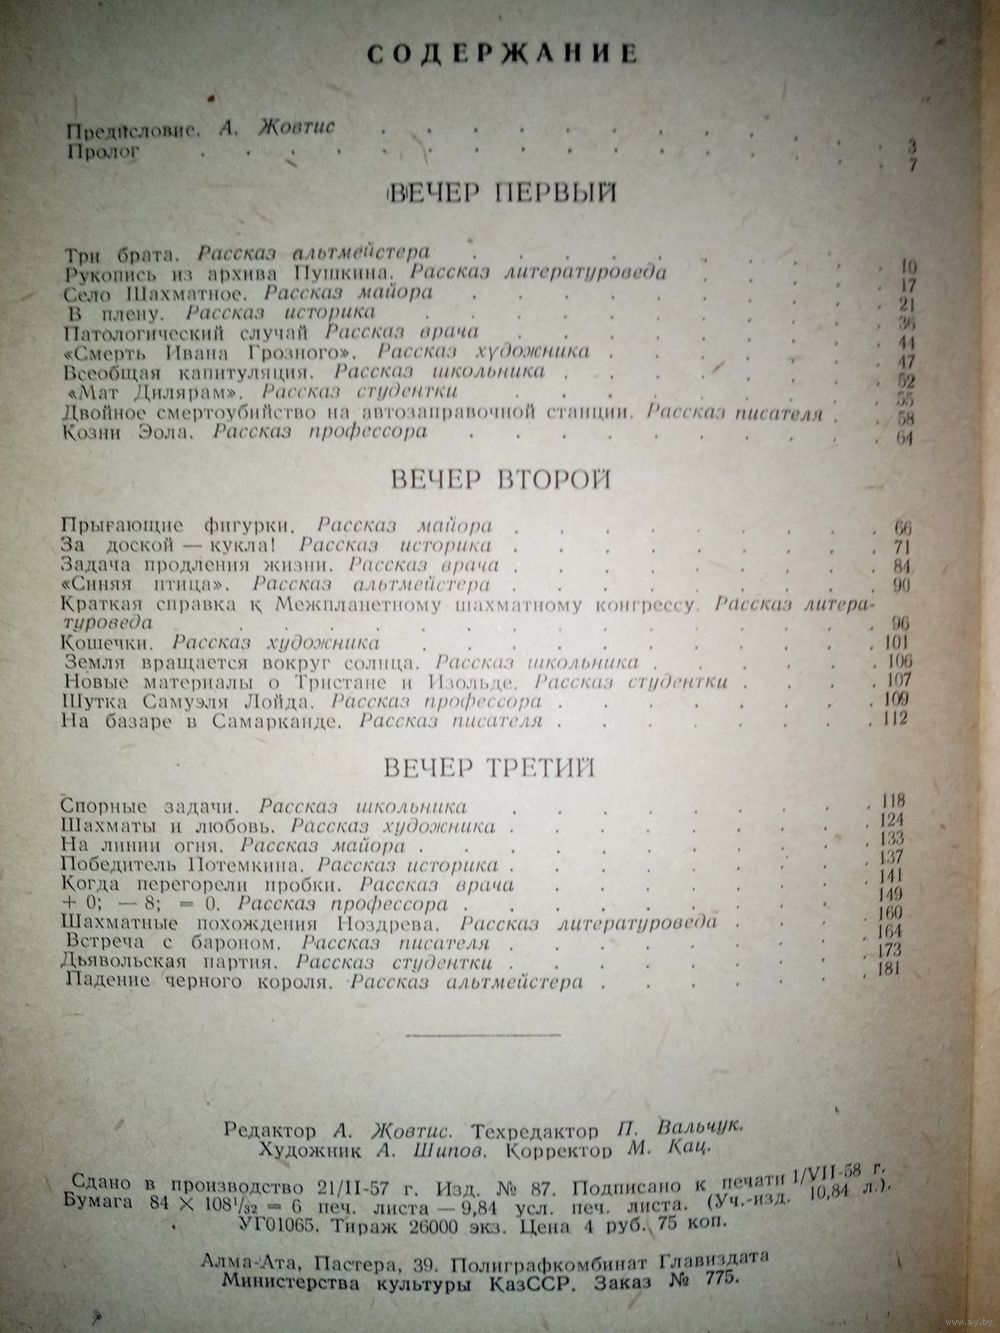 СОДЕРЖАНИЕ
Предисловие. А. Жовтис . . . . . . . . . . . . 3
Пролог . . . . . . . . . . . . . . . . 7
ВЕЧЕР ПЕРВЫЙ
Три брата. Рассказ альтмейстера . . . . . . . . . . 10
Рукопись из архива Пушкина. Рассказ литературоведа . . . . . 17
Село Шахматное. Рассказ майора . . . . . . . . . . 21
В плену. Рассказ историка . . . . . . . . . . . 36
Патологический случай Рассказ врача . . . . . . . . . 44
«Смерть Ивана Грозного». Рассказ художника . . . . . . . 47
Всеобщая капитуляция. Рассказ школьника . . . . . . . . 52
«Мат Дилярам». Рассказ студентки . . . . . . . . . 55
Двойное смертоубийство на автозаправочной станции. Рассказ писателя . . 58
Козни Эола. Рассказ профессора . . . . . . . . . . 64
ВЕЧЕР ВТОРОЙ
Прыгающие фигурки. Рассказ майора . . . . . . . . . 66
За доской — кукла! Рассказ историка . . . . . . . . . 71
Задача продления жизни. Рассказ врача . . . . . . . . . 84
«Синяя птица». Рассказ альтмейстера . . . . . . . . . 90
Краткая справка к Межпланетному шахматному конгрессу. Рассказ литера-
туроведа . . . . . . . . . . . . . . . 96
Кошечки. Рассказ художника . . . . . . . . . . . 101
Земля вращается вокруг солнца. Рассказ школьника . . . . . . 106
Новые материалы о Тристане и Изольде. Рассказ студентки . . . . 107
Шутка Самуэля Лойда. Рассказ профессора . . . . . . . . 109
На базаре в Самарканде. Рассказ писателя . . . . . . . . 112
ВЕЧЕР ТРЕТИЙ
Спорные задачи. Рассказ школьника . . . . . . . . . 118
Шахматы и любовь. Рассказ художника . . . . . . . . . 124
На линии огня. Рассказ майора . . . . . . . . . . . 133
Победитель Потемкина. Рассказ историка . . . . . . . . . 137
Когда перегорели пробки. Рассказ врача . . . . . . . . 141
+ 0; — 8; = 0. Рассказ профессора . . . . . . . . . . 149
Шахматные похождения Ноздрева. Рассказ литературоведа . . . . 160
Встреча с бароном. Рассказ писателя . . . . . . . . . 164
Дьявольская партия. Рассказ студентки . . . . . . . . . 173
Падение черного короля. Рассказ альтмейстера . . . . . . . 181
Редактор А. Жовтис. Техредактор П. Вальчук.
Художник А. Шипов. Корректор М. Кац.
Сдано в производство 21/II-57 г. Изд. № 87. Подписано к печати 1/VII-58 г.
Бумага 84 × 108¹/₃₂ = 6 печ. листа — 9,84 усл. печ. листа. (Уч.-изд. 10,84 л.).
УГ01065. Тираж 26000 экз. Цена 4 руб. 75 коп.
Алма-Ата, Пастера, 39. Полиграфкомбинат Главиздата
Министерства культуры КазССР. Заказ № 775.
www.ay.by